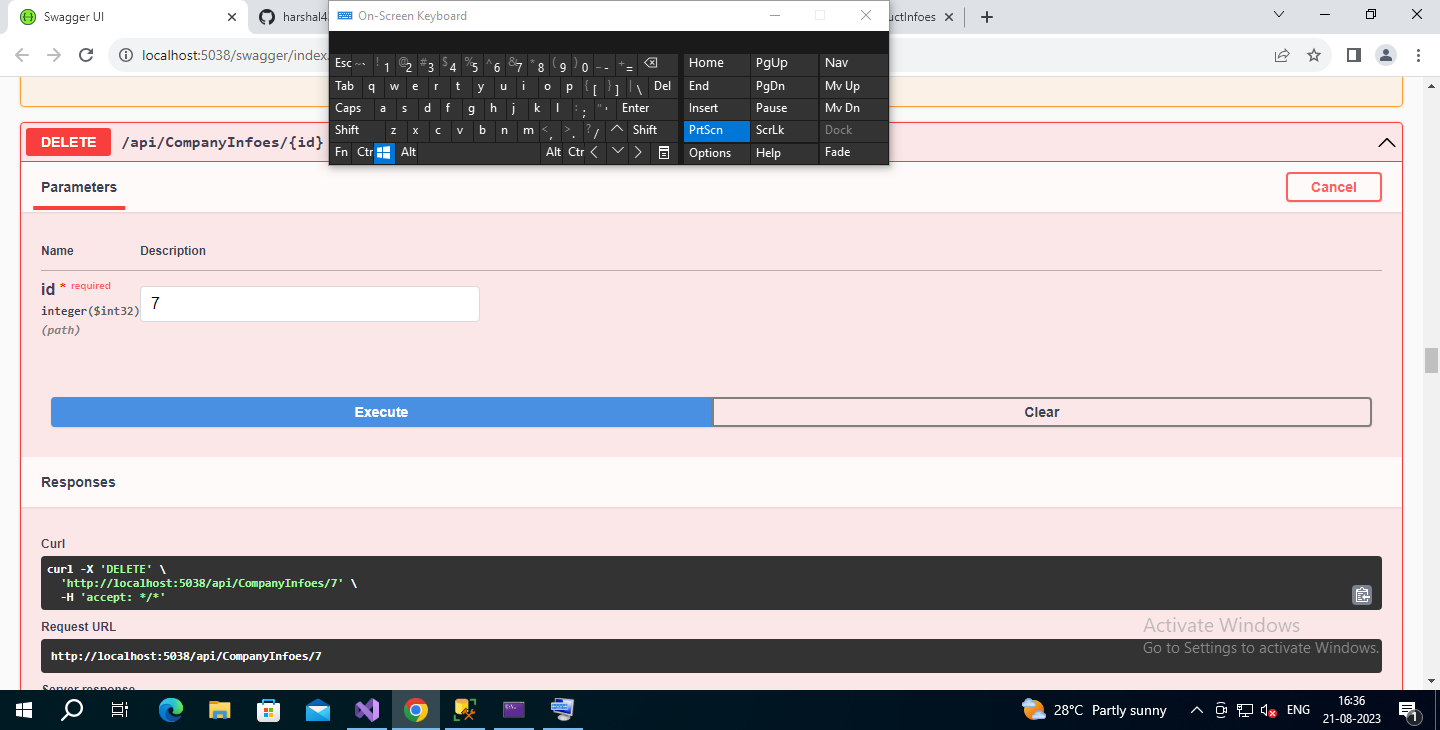 Swagger UI
harshal4
On-Screen Keyboard
uctInfoes
localhost:5038/swagger/index.
Esc ~ ` ! 1 @ 2 # 3 $ 4 % 5 ^ 6 & 7 * 8 ( 9 ) 0 _ - + = Home PgUp Nav
Tab q w e r t y u i o p { [ } ] | \ Del End PgDn Mv Up
Caps a s d f g h j k l : ; " ' Enter Insert Pause Mv Dn
Shift z x c v b n m < , > . ? / Shift PrtScn ScrLk Dock
Fn Ctr Alt Alt Ctr Options Help Fade
DELETE /api/CompanyInfoes/{id}
Parameters
Cancel
Name Description
id * required
integer($int32)
(path)
7
Execute Clear
Responses
Curl
curl -X 'DELETE' \
'http://localhost:5038/api/CompanyInfoes/7' \
-H 'accept: */*'
Request URL
http://localhost:5038/api/CompanyInfoes/7
Activate Windows
Go to Settings to activate Windows.
Server response
28°C Partly sunny
ENG
16:36
21-08-2023
1